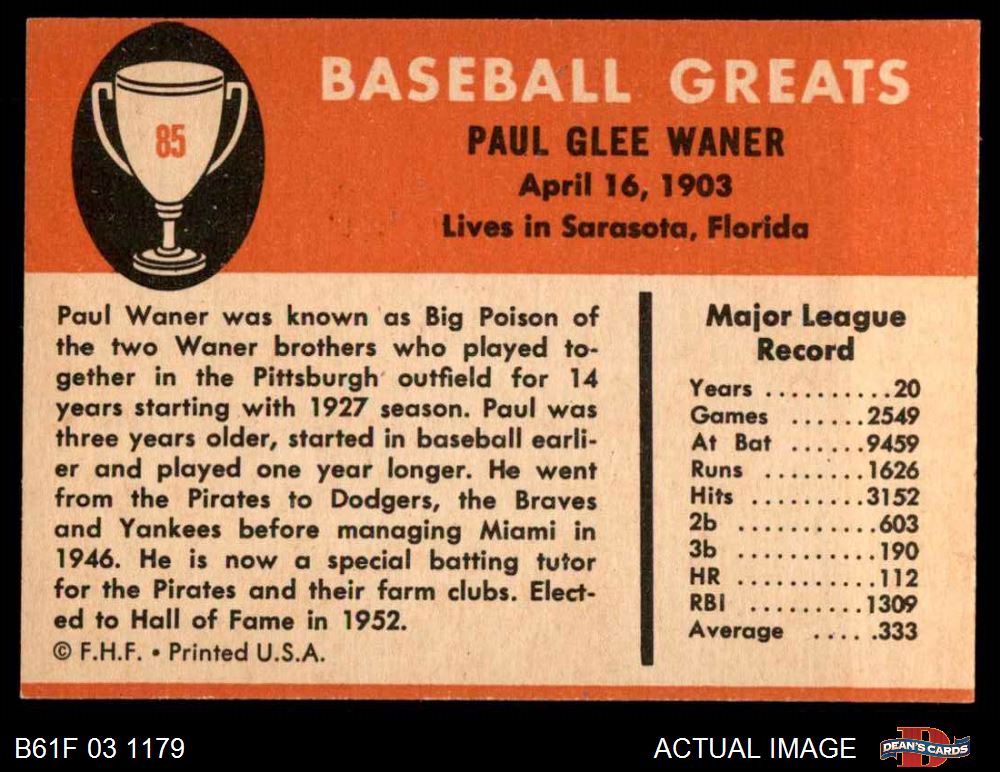 85
BASEBALL GREATS
PAUL GLEE WANER
April 16, 1903
Lives in Sarasota, Florida
Paul Waner was known as Big Poison of
the two Waner brothers who played to-
gether in the Pittsburgh outfield for 14
years starting with 1927 season. Paul was
three years older, started in baseball earli-
er and played one year longer. He went
from the Pirates to Dodgers, the Braves
and Yankees before managing Miami in
1946. He is now a special batting tutor
for the Pirates and their farm clubs. Elect-
ed to Hall of Fame in 1952.
© F.H.F. • Printed U.S.A.
Major League
Record
Years ..........20
Games ......2549
At Bat ......9459
Runs ........1626
Hits .........3152
2b ............603
3b ............190
HR ............112
RBI .........1309
Average .....333
B61F 03 1179
ACTUAL IMAGE
DEAN'S CARDS